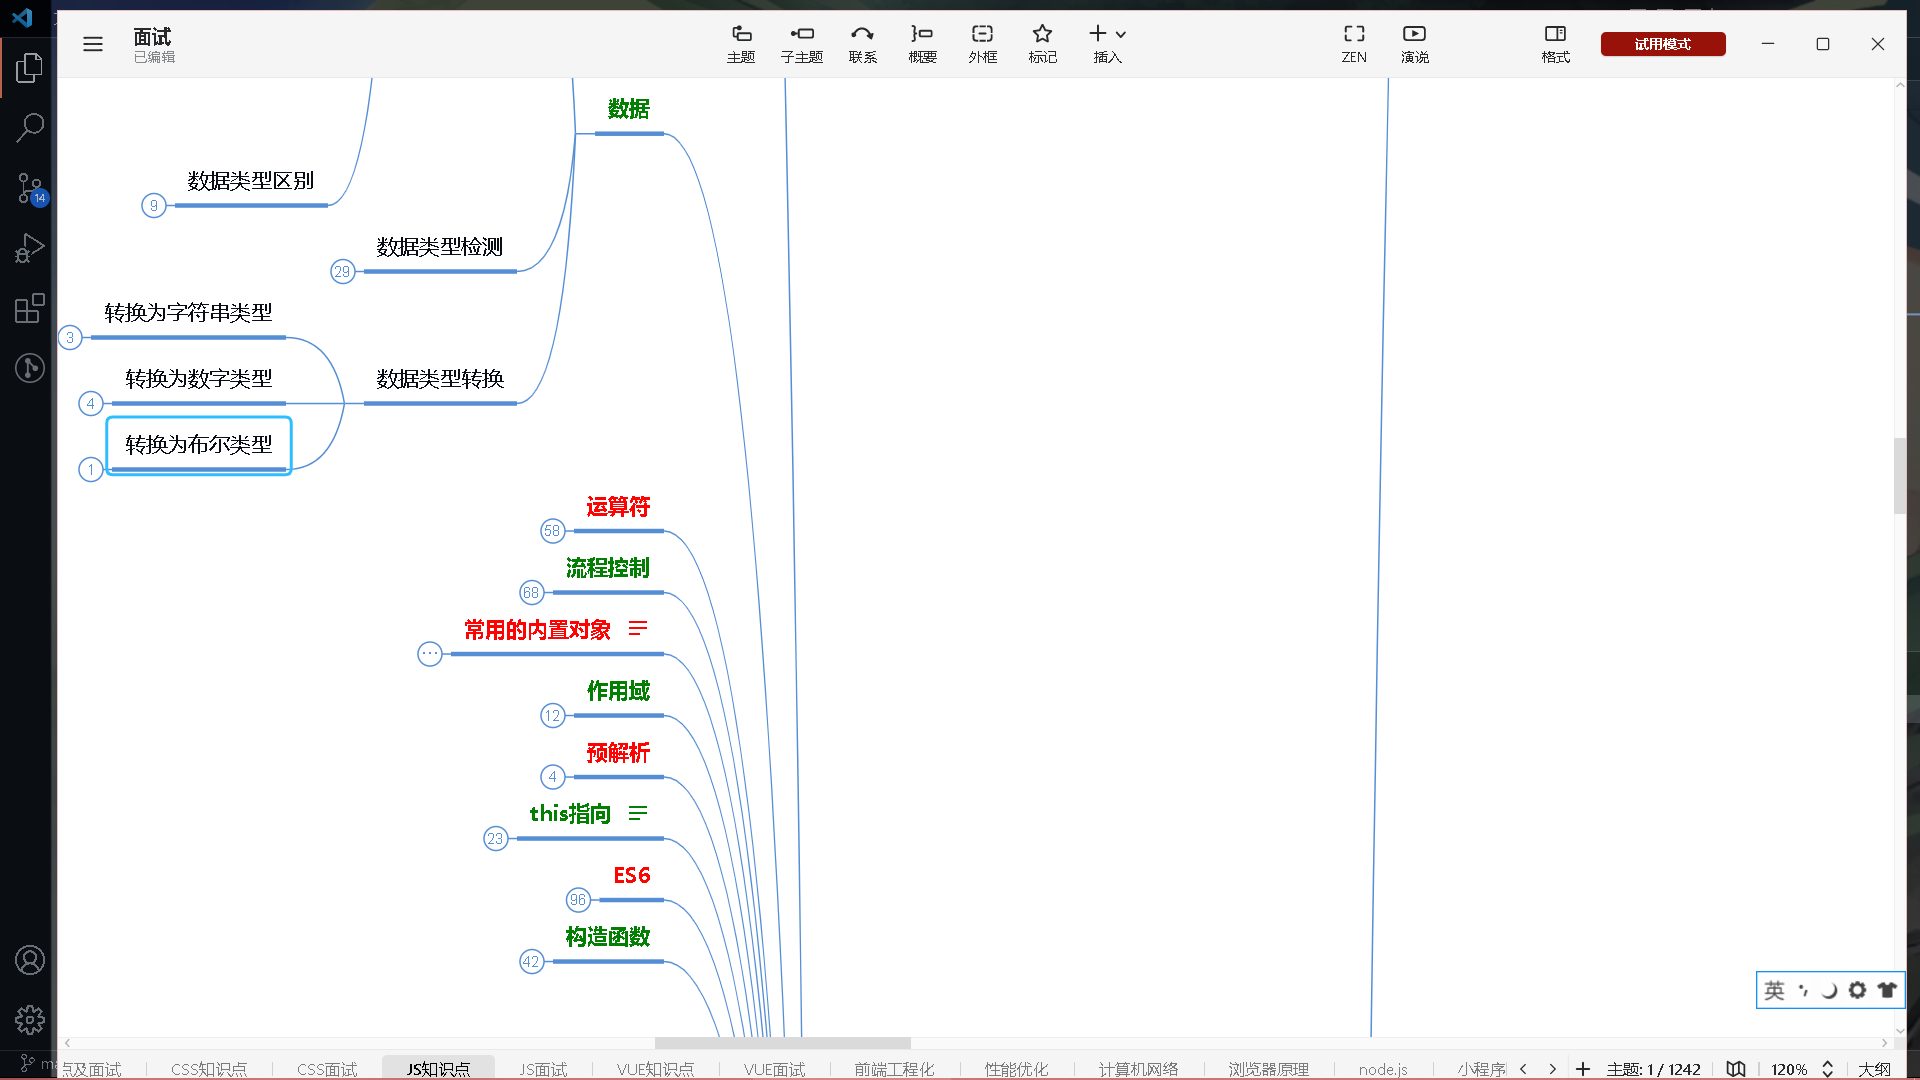 面试
已编辑
主题
子主题
联系
概要
外框
标记
插入
ZEN
演说
格式
试用模式
14
数据
数据类型区别
9
数据类型检测
29
转换为字符串类型
3
转换为数字类型
4
数据类型转换
转换为布尔类型
1
运算符
58
流程控制
68
常用的内置对象
作用域
12
预解析
4
this指向
23
ES6
96
构造函数
42
英
点及面试
CSS知识点
CSS面试
JS知识点
JS面试
VUE知识点
VUE面试
前端工程化
性能优化
计算机网络
浏览器原理
node.js
小程序
主题: 1 / 1242
120%
大纲